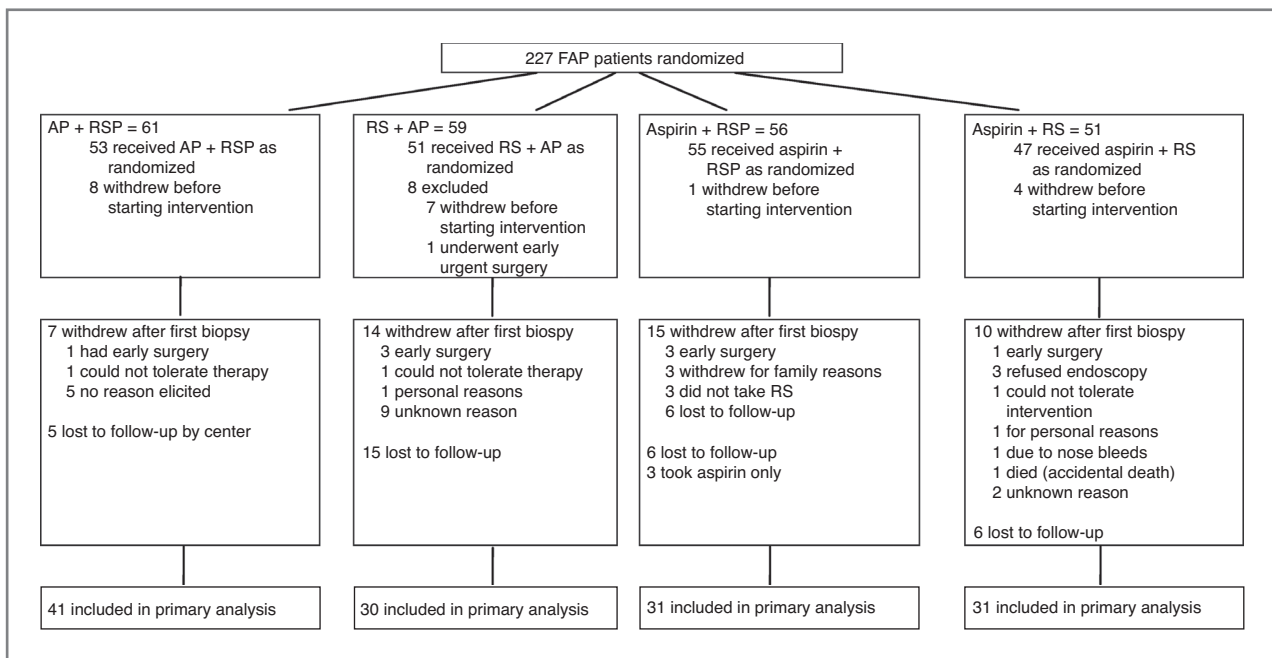 227 FAP patients randomized
AP + RSP = 61
53 received AP + RSP as
randomized
8 withdrew before
starting intervention
RS + AP = 59
51 received RS + AP as
randomized
8 excluded
7 withdrew before
starting intervention
1 underwent early
urgent surgery
Aspirin + RSP = 56
55 received aspirin +
RSP as randomized
1 withdrew before
starting intervention
Aspirin + RS = 51
47 received aspirin + RS
as randomized
4 withdrew before
starting intervention
7 withdrew after first biopsy
1 had early surgery
1 could not tolerate therapy
5 no reason elicited
5 lost to follow-up by center
14 withdrew after first biospy
3 early surgery
1 could not tolerate therapy
1 personal reasons
9 unknown reason
15 lost to follow-up
15 withdrew after first biospy
3 early surgery
3 withdrew for family reasons
3 did not take RS
6 lost to follow-up
6 lost to follow-up
3 took aspirin only
10 withdrew after first biospy
1 early surgery
3 refused endoscopy
1 could not tolerate
intervention
1 for personal reasons
1 due to nose bleeds
1 died (accidental death)
2 unknown reason
6 lost to follow-up
41 included in primary analysis
30 included in primary analysis
31 included in primary analysis
31 included in primary analysis